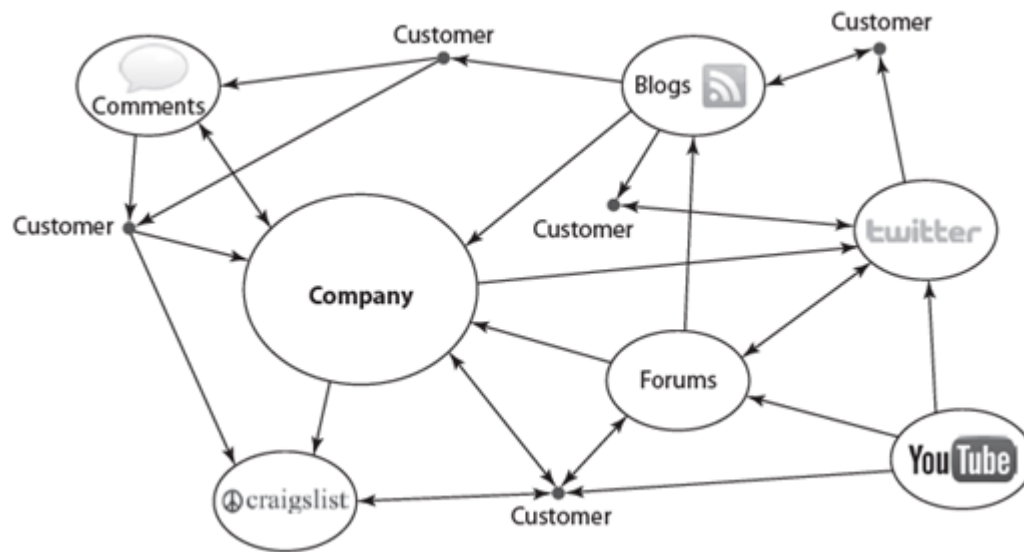 Customer
Customer
Comments
Blogs
Customer
Customer
twitter
Company
Forums
YouTube
craigslist
Customer